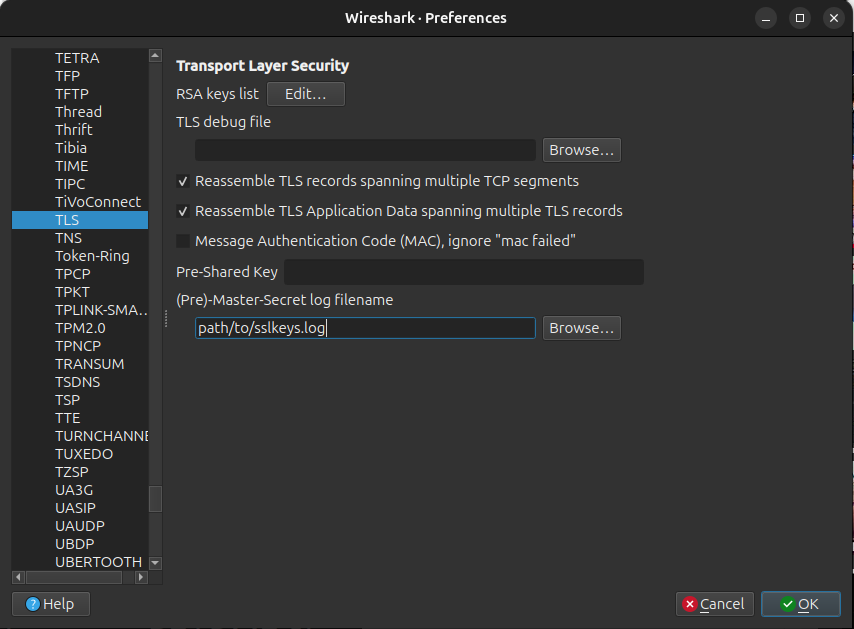 Wireshark · Preferences
TETRA
TFP
TFTP
Thread
Thrift
Tibia
TIME
TIPC
TiVoConnect
TLS
TNS
Token-Ring
TPCP
TPKT
TPLINK-SMA...
TPM2.0
TPNCP
TRANSUM
TSDNS
TSP
TTE
TURNCHANNE
TUXEDO
TZSP
UA3G
UASIP
UAUDP
UBDP
UBERTOOTH
Transport Layer Security
RSA keys list Edit...
TLS debug file
Browse...
Reassemble TLS records spanning multiple TCP segments
Reassemble TLS Application Data spanning multiple TLS records
Message Authentication Code (MAC), ignore "mac failed"
Pre-Shared Key
(Pre)-Master-Secret log filename
path/to/sslkeys.log Browse...
Help Cancel OK